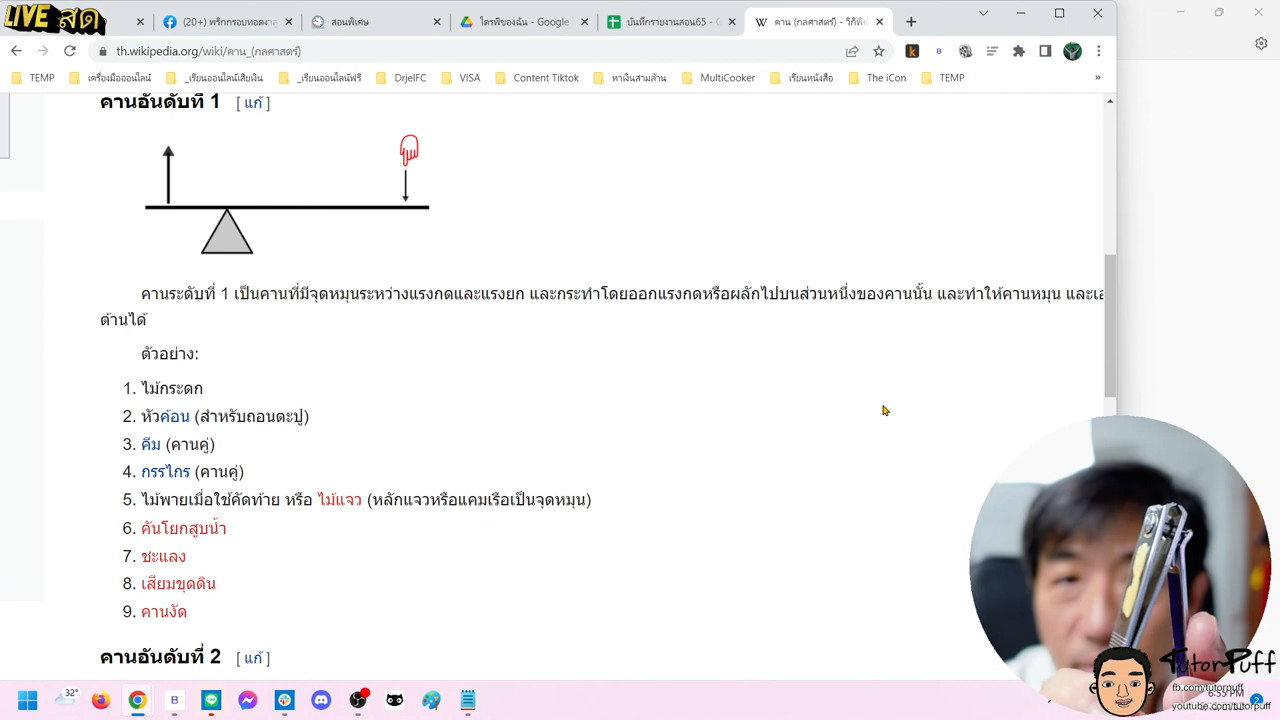 LIVE สด
(20+) พริกกรอบทอดงา
สอนพิเศษ
ไดรฟ์ของฉัน - Google
บันทึกรายงานสอน65 - G
W คาน (กลศาสตร์) - วิกิพี
th.wikipedia.org/wiki/คาน_(กลศาสตร์)
TEMP
เครื่องมือออนไลน์
_เรียนออนไลน์เสียเงิน
_เรียนออนไลน์ฟรี
DrjelFC
VISA
Content Tiktok
หาเงินสามล้าน
MultiCooker
เรียนหนังสือ
The iCon
TEMP
»
คานอันดับที่ 1 [ แก้ ]
คานระดับที่ 1 เป็นคานที่มีจุดหมุนระหว่างแรงกดและแรงยก และกระทำโดยออกแรงกดหรือผลักไปบนส่วนหนึ่งของคานนั้น และทำให้คานหมุน และเอ
ต้านได้
ตัวอย่าง:
1. ไม้กระดก
2. หัวค้อน (สำหรับถอนตะปู)
3. คีม (คานคู่)
4. กรรไกร (คานคู่)
5. ไม้พายเมื่อใช้คัดท้าย หรือ ไม้แจว (หลักแจวหรือแคมเรือเป็นจุดหมุน)
6. คันโยกสูบน้ำ
7. ชะแลง
8. เสียมขุดดิน
9. คานงัด
คานอันดับที่ 2 [ แก้ ]
32°
TutorPuff
fb.com/tutorpuff
6:55 PM
youtube.com/tutorpuff
2